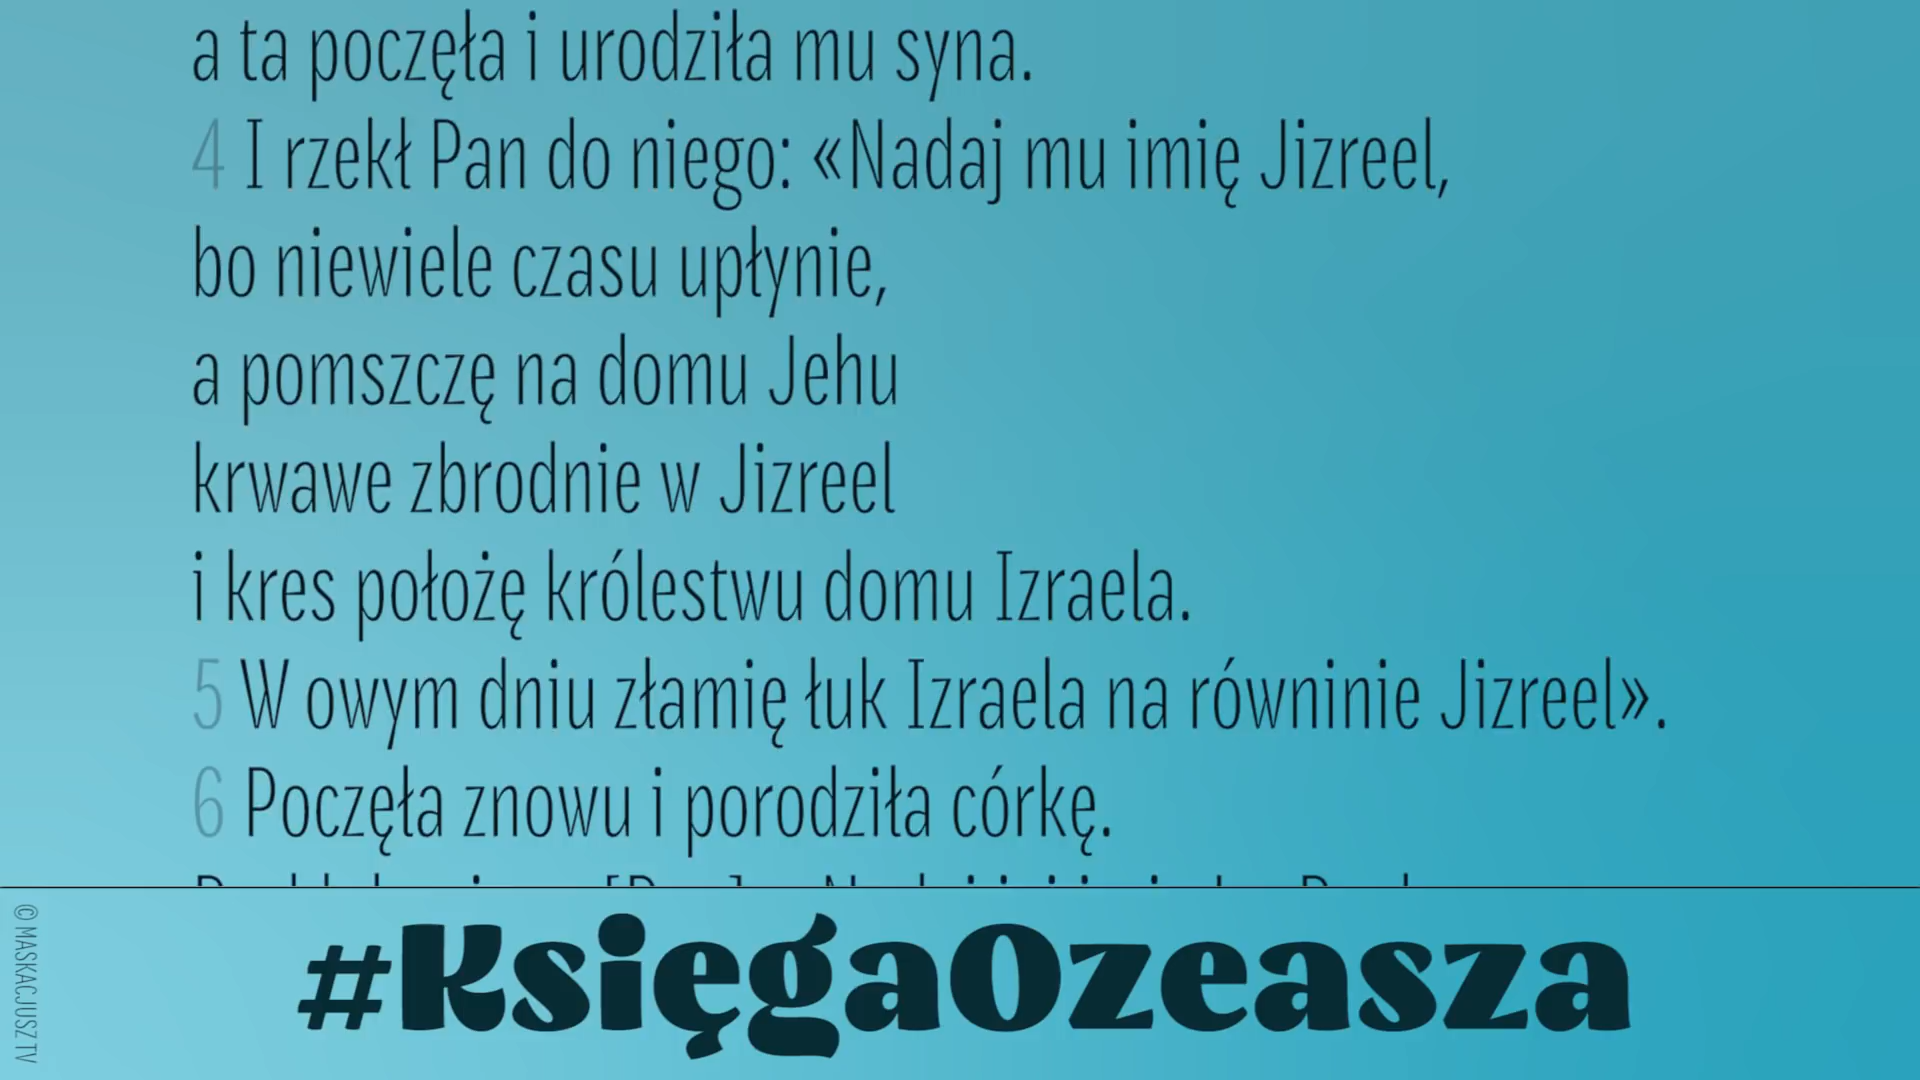 a ta poczęła i urodziła mu syna.
4 I rzekł Pan do niego: «Nadaj mu imię Jizreel,
bo niewiele czasu upłynie,
a pomszczę na domu Jehu
krwawe zbrodnie w Jizreel
i kres położę królestwu domu Izraela.
5 W owym dniu złamię łuk Izraela na równinie Jizreel».
6 Poczęła znowu i porodziła córkę.
#KsięgaOzeasza
© MASKACJUSZ TV